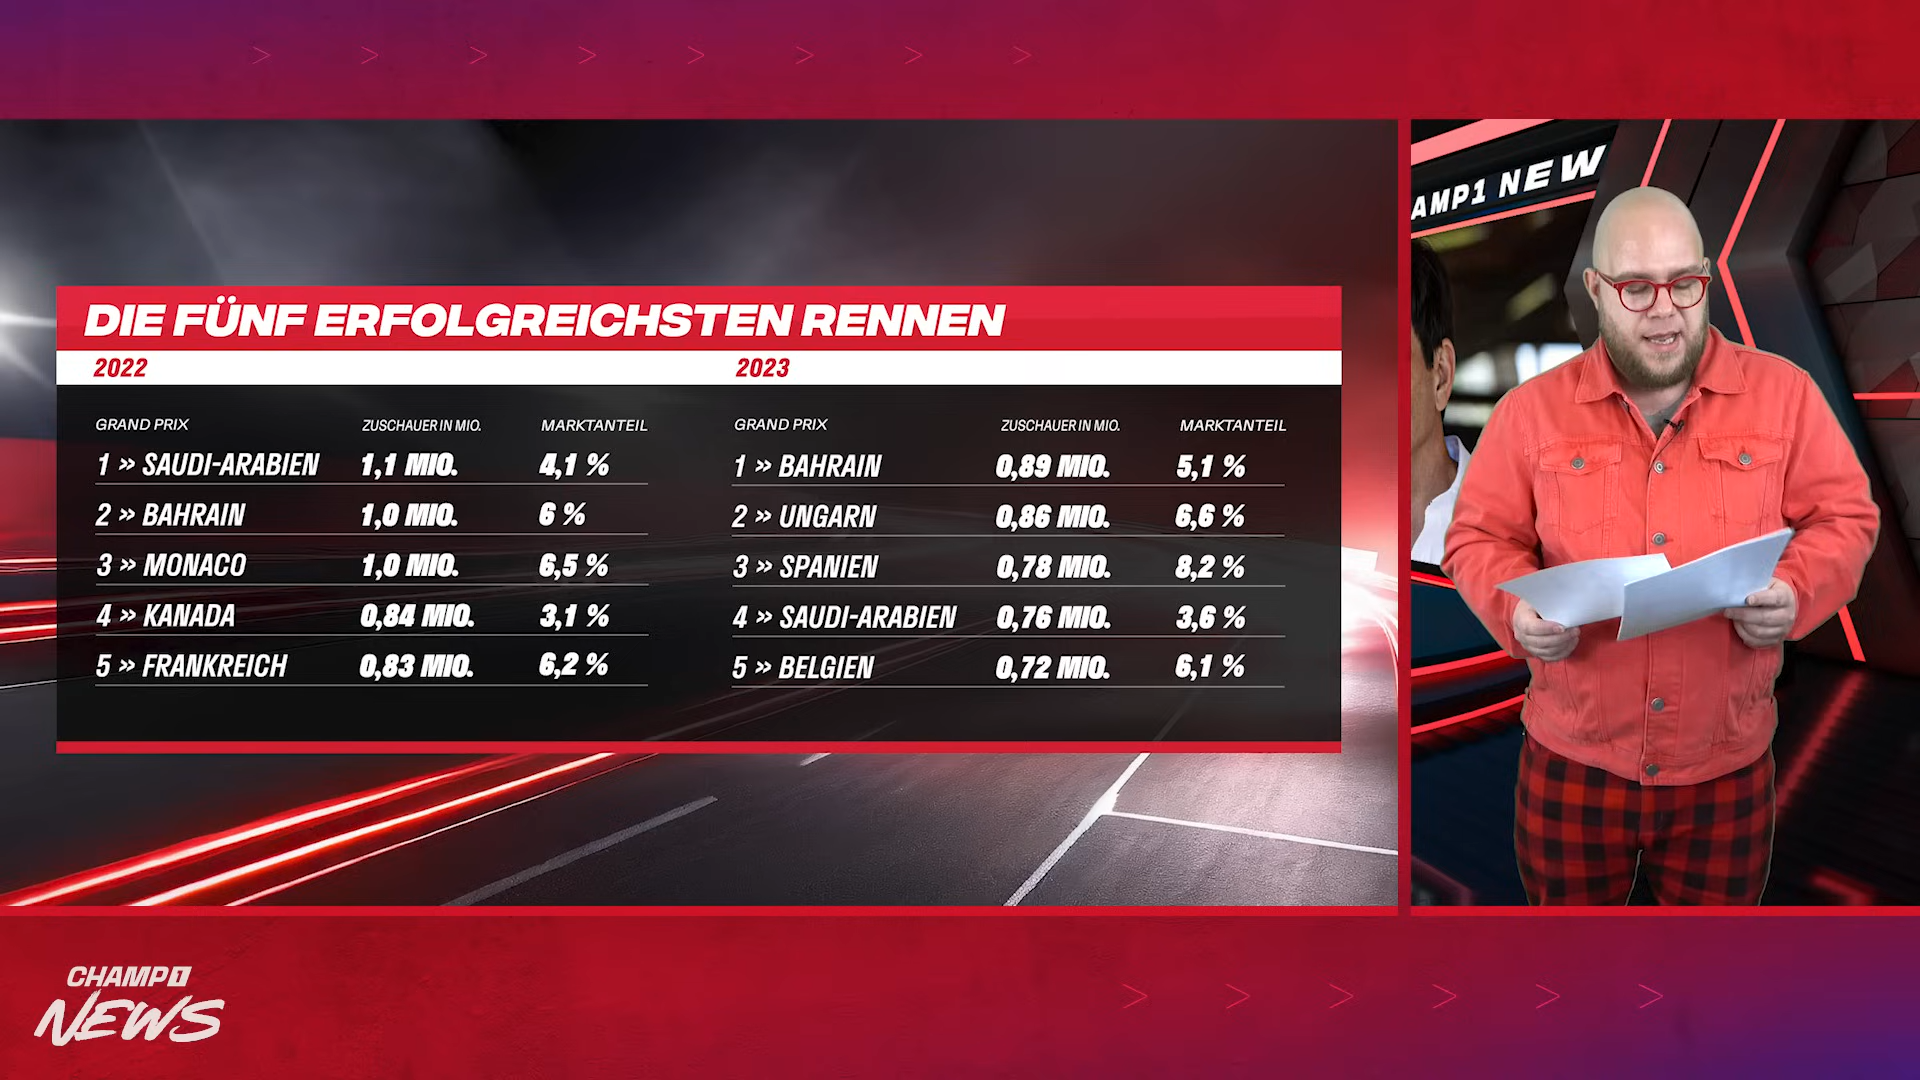 AMP1 NEW
DIE FÜNF ERFOLGREICHSTEN RENNEN
2022
GRAND PRIX ZUSCHAUER IN MIO. MARKTANTEIL
1 » SAUDI-ARABIEN 1,1 MIO. 4,1 %
2 » BAHRAIN 1,0 MIO. 6 %
3 » MONACO 1,0 MIO. 6,5 %
4 » KANADA 0,84 MIO. 3,1 %
5 » FRANKREICH 0,83 MIO. 6,2 %
2023
GRAND PRIX ZUSCHAUER IN MIO. MARKTANTEIL
1 » BAHRAIN 0,89 MIO. 5,1 %
2 » UNGARN 0,86 MIO. 6,6 %
3 » SPANIEN 0,78 MIO. 8,2 %
4 » SAUDI-ARABIEN 0,76 MIO. 3,6 %
5 » BELGIEN 0,72 MIO. 6,1 %
CHAMP1
NEWS